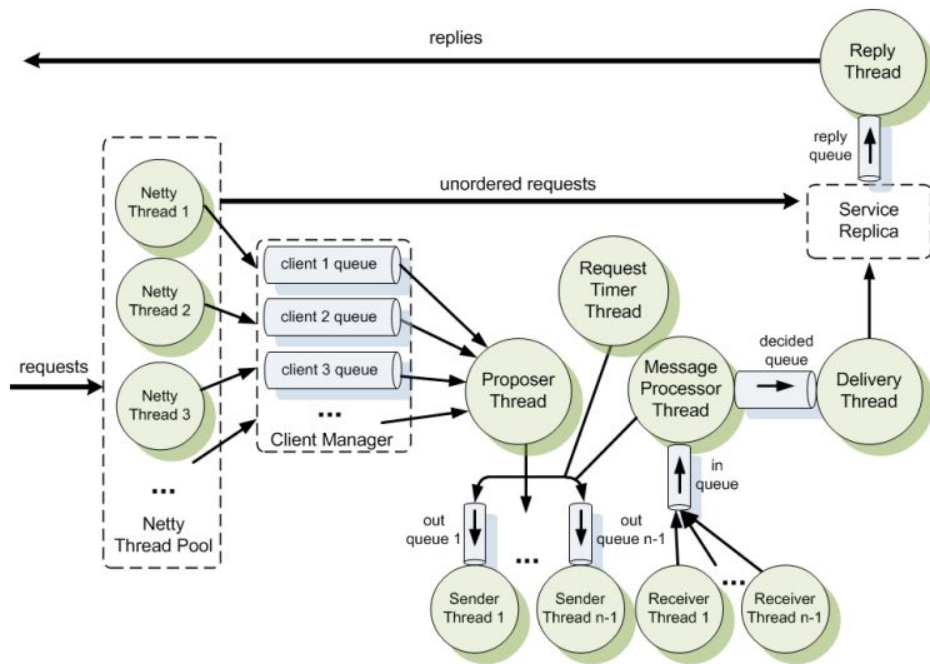 replies
Reply
Thread
reply
queue
unordered requests
Service
Replica
Netty
Thread 1
Netty
Thread 2
Netty
Thread 3
...
Netty
Thread Pool
requests
client 1 queue
client 2 queue
client 3 queue
...
Client Manager
Request
Timer
Thread
Proposer
Thread
Message
Processor
Thread
decided
queue
Delivery
Thread
in
queue
out
queue 1
...
out
queue n-1
Sender
Thread 1
Sender
Thread n-1
Receiver
Thread 1
...
Receiver
Thread n-1